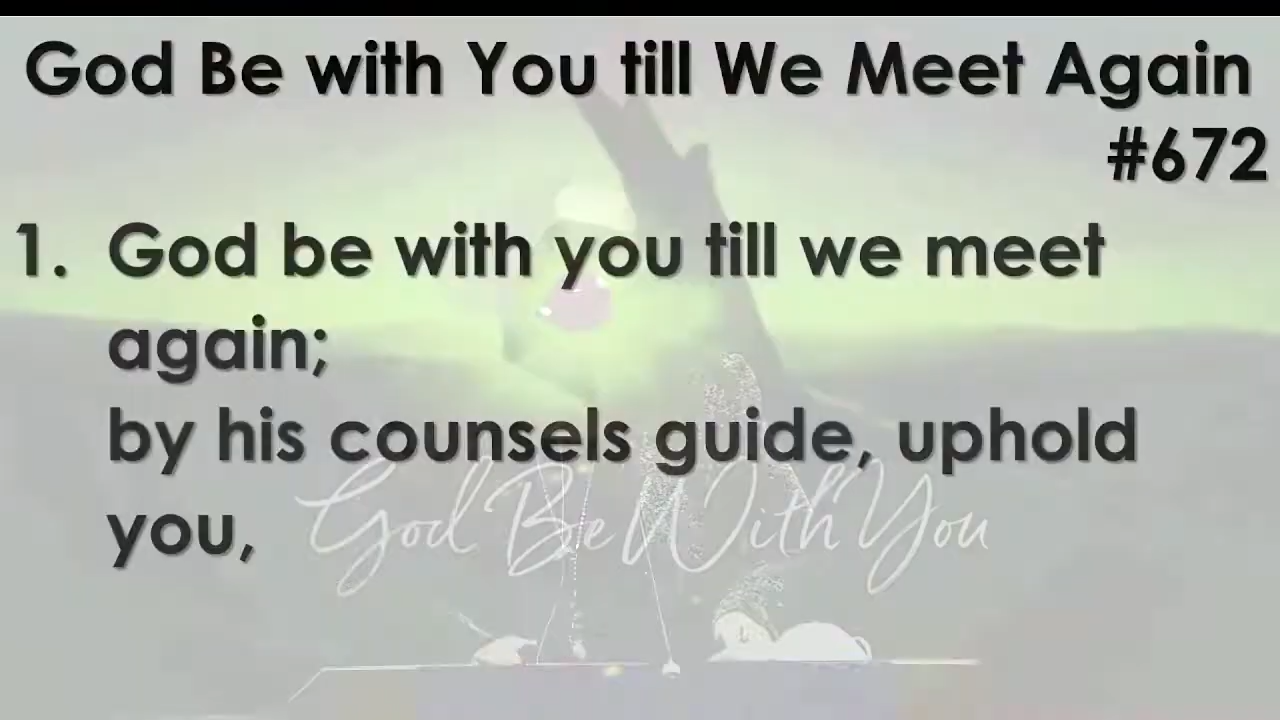 God Be with You till We Meet Again
#672
1. God be with you till we meet
again;
by his counsels guide, uphold
you,
God Be With You